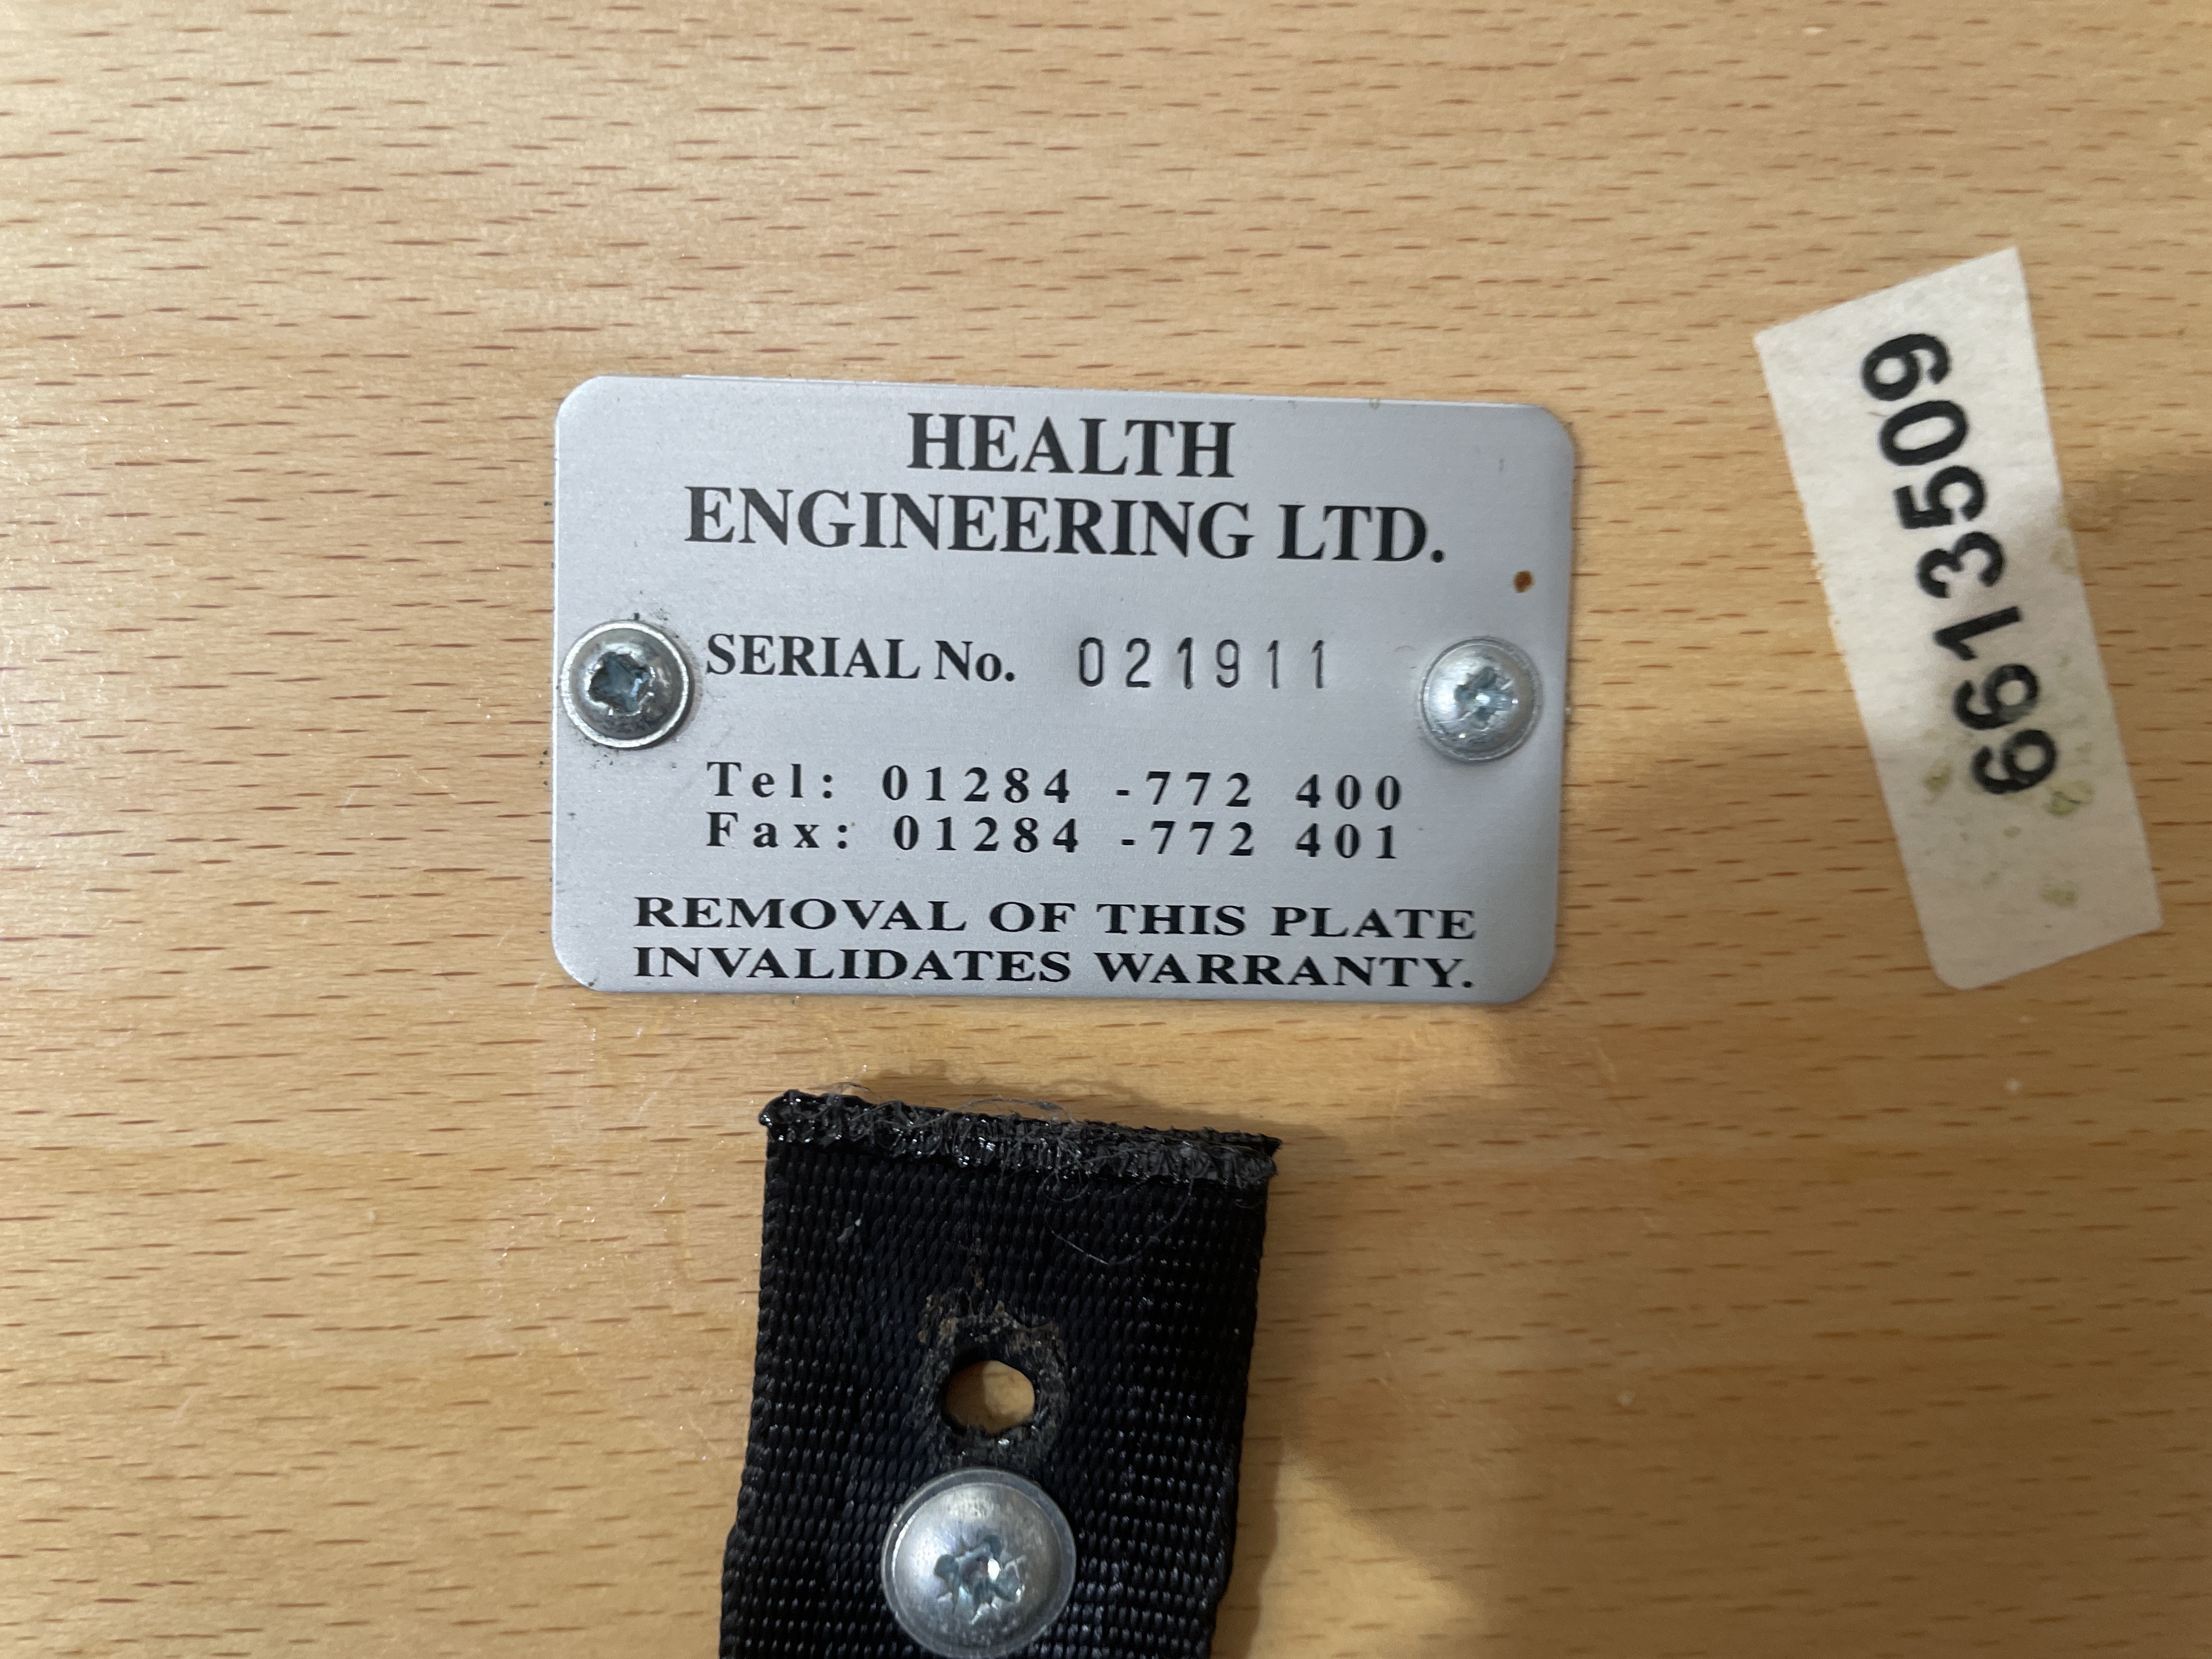 HEALTH
ENGINEERING LTD.
SERIAL No. 021911
Tel: 01284 -772 400
Fax: 01284 -772 401
REMOVAL OF THIS PLATE
INVALIDATES WARRANTY.
6613509